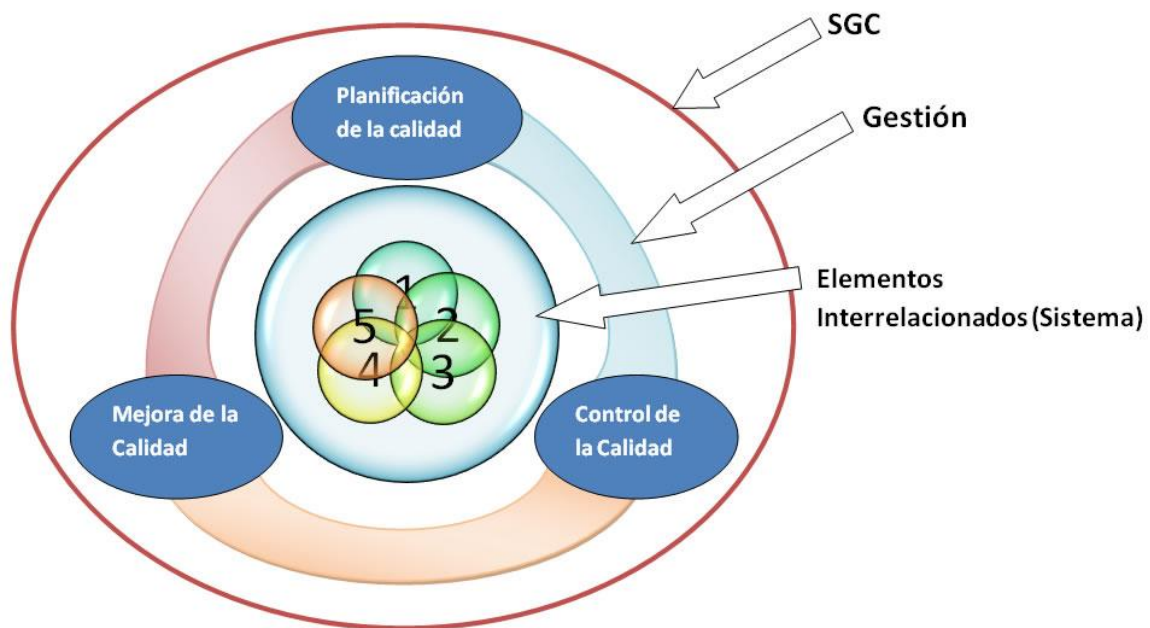 SGC
Planificación
de la calidad
Gestión
1
5
2
4
3
Elementos
Interrelacionados (Sistema)
Mejora de la
Calidad
Control de
la Calidad